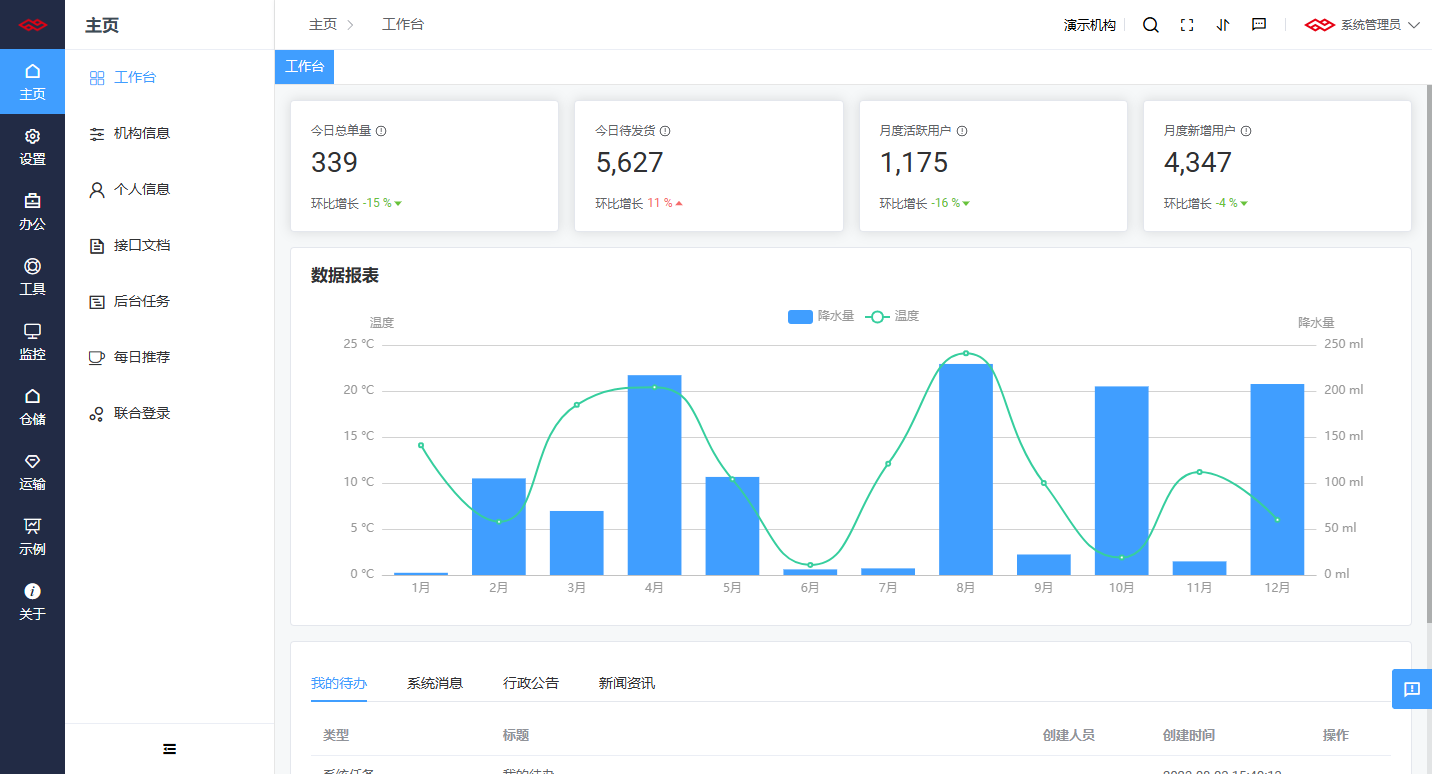 主页
主页
工作台
演示机构
系统管理员
主页
设置
办公
工具
监控
仓储
运输
示例
关于
工作台
机构信息
个人信息
接口文档
后台任务
每日推荐
联合登录
工作台
今日总单量
339
环比增长 -15 %
今日待发货
5,627
环比增长 11 %
月度活跃用户
1,175
环比增长 -16 %
月度新增用户
4,347
环比增长 -4 %
数据报表
降水量 温度
温度
降水量
25 °C
20 °C
15 °C
10 °C
5 °C
0 °C
250 ml
200 ml
150 ml
100 ml
50 ml
0 ml
1月 2月 3月 4月 5月 6月 7月 8月 9月 10月 11月 12月
我的待办 系统消息 行政公告 新闻资讯
类型 标题 创建人员 创建时间 操作
系统任务 我的待办